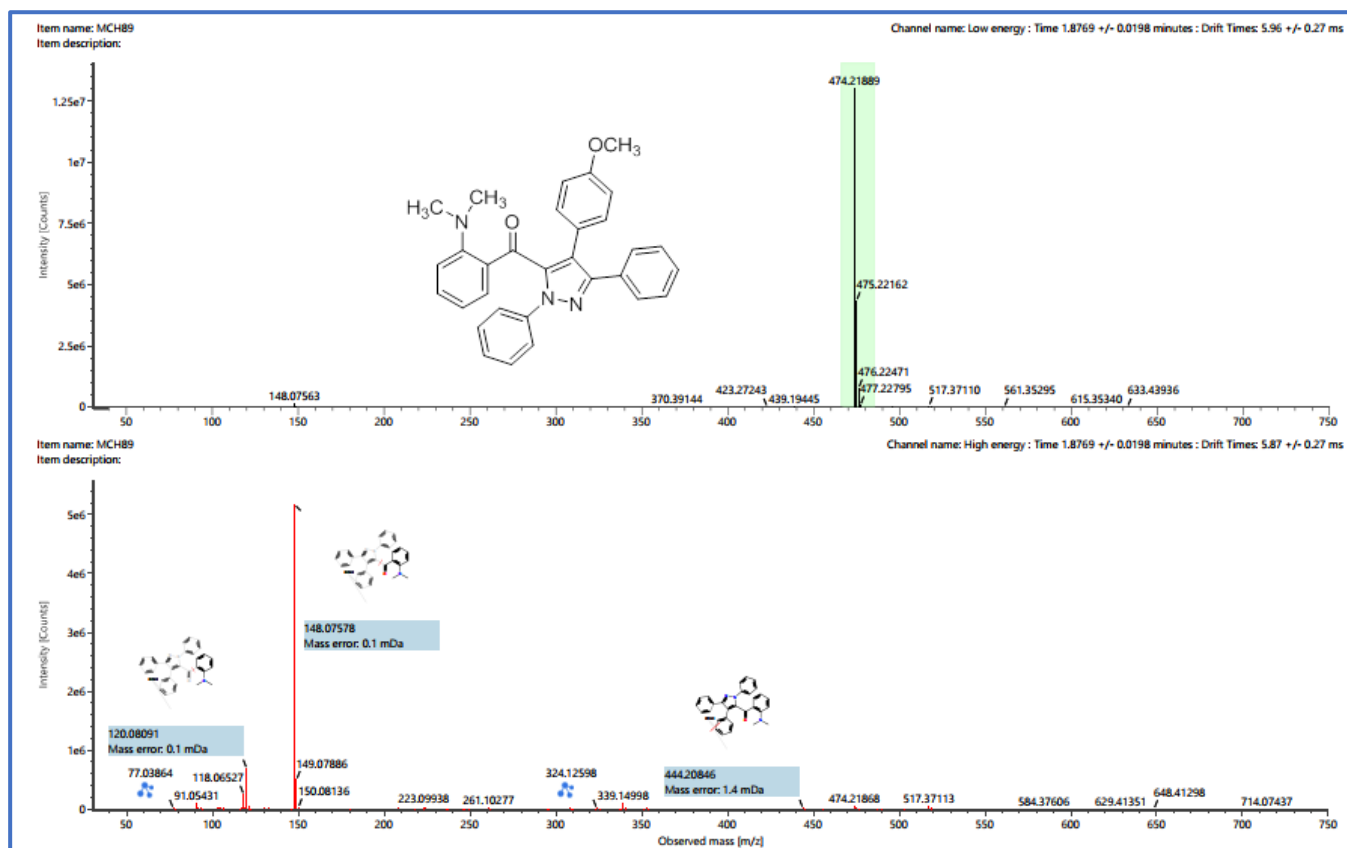 Item name: MCH89
Channel name: Low energy : Time 1.8769 +/- 0.0198 minutes : Drift Times: 5.96 +/- 0.27 ms
Item description:
474.21889
1.25e7
OCH₃
1e7
CH₃
H₃C
N
O
7.5e6
Intensity [Counts]
5e6
475.22162
N
N
2.5e6
476.22471
477.22795
148.07563
370.39144
423.27243
439.19445
517.37110
561.35295
615.35340
633.43936
0
50 100 150 200 250 300 350 400 450 500 550 600 650 700 750
Item name: MCH89
Channel name: High energy : Time 1.8769 +/- 0.0198 minutes : Drift Times: 5.87 +/- 0.27 ms
Item description:
5e6
4e6
Intensity [Counts]
3e6
148.07578
Mass error: 0.1 mDa
2e6
120.08091
Mass error: 0.1 mDa
1e6
77.03864
91.05431
118.06527
149.07886
150.08136
223.09938
261.10277
324.12598
339.14998
444.20846
Mass error: 1.4 mDa
474.21868
517.37113
584.37606
629.41351
648.41298
714.07437
0
50 100 150 200 250 300 350 400 450 500 550 600 650 700 750
Observed mass [m/z]